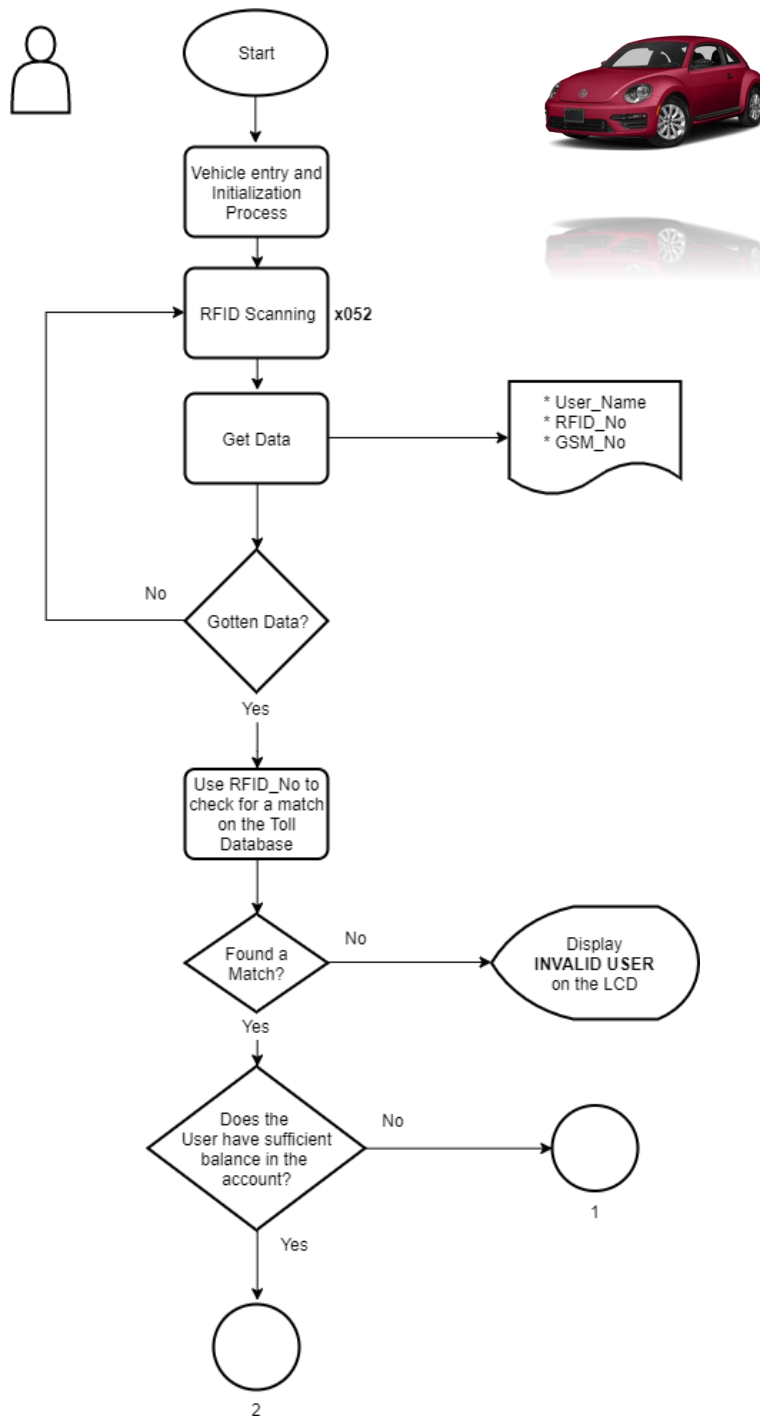 Start
Vehicle entry and
Initialization
Process
RFID Scanning
x052
Get Data
* User_Name
* RFID_No
* GSM_No
No
Gotten Data?
Yes
Use RFID_No to
check for a match
on the Toll
Database
Found a
Match?
No
Display
INVALID USER
on the LCD
Yes
Does the
User have sufficient
balance in the
account?
No
1
Yes
2